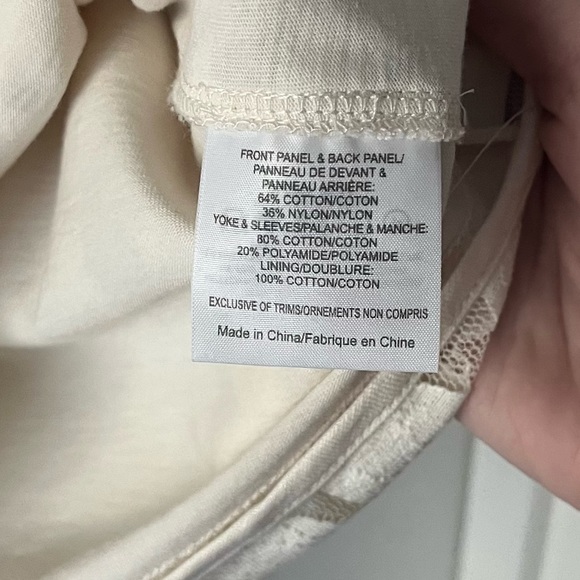 FRONT PANEL & BACK PANEL/
PANNEAU DE DEVANT &
PANNEAU ARRIÈRE:
64% COTTON/COTON
36% NYLON/NYLON
YOKE & SLEEVES/PALANCHE & MANCHE:
80% COTTON/COTON
20% POLYAMIDE/POLYAMIDE
LINING/DOUBLURE:
100% COTTON/COTON
EXCLUSIVE OF TRIMS/ORNEMENTS NON COMPRIS
Made in China/Fabrique en Chine